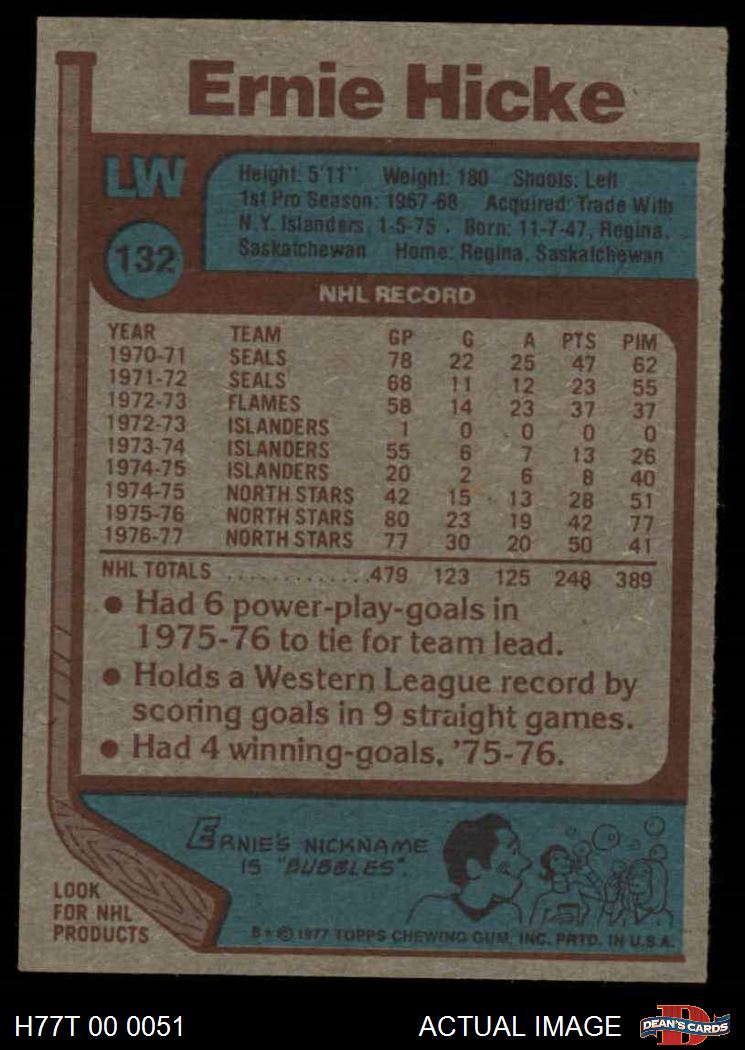 Ernie Hicke
LW
Height: 5'11" Weight: 180 Shoots: Left
1st Pro Season: 1967-68 Acquired: Trade With
N.Y. Islanders, 1-5-75 . Born: 11-7-47, Regina,
Saskatchewan Home: Regina, Saskatchewan
132
NHL RECORD
YEAR TEAM GP G A PTS PIM
1970-71 SEALS 78 22 25 47 62
1971-72 SEALS 68 11 12 23 55
1972-73 FLAMES 58 14 23 37 37
1972-73 ISLANDERS 1 0 0 0 0
1973-74 ISLANDERS 55 6 7 13 26
1974-75 ISLANDERS 20 2 6 8 40
1974-75 NORTH STARS 42 15 13 28 51
1975-76 NORTH STARS 80 23 19 42 77
1976-77 NORTH STARS 77 30 20 50 41
NHL TOTALS ............. 479 123 125 248 389
● Had 6 power-play-goals in
1975-76 to tie for team lead.
● Holds a Western League record by
scoring goals in 9 straight games.
● Had 4 winning-goals, '75-76.
ERNIE'S NICKNAME
IS "BUBBLES".
LOOK
FOR NHL
PRODUCTS
B* © 1977 TOPPS CHEWING GUM, INC. PRTD. IN U.S.A.
H77T 00 0051 ACTUAL IMAGE DEAN'S CARDS